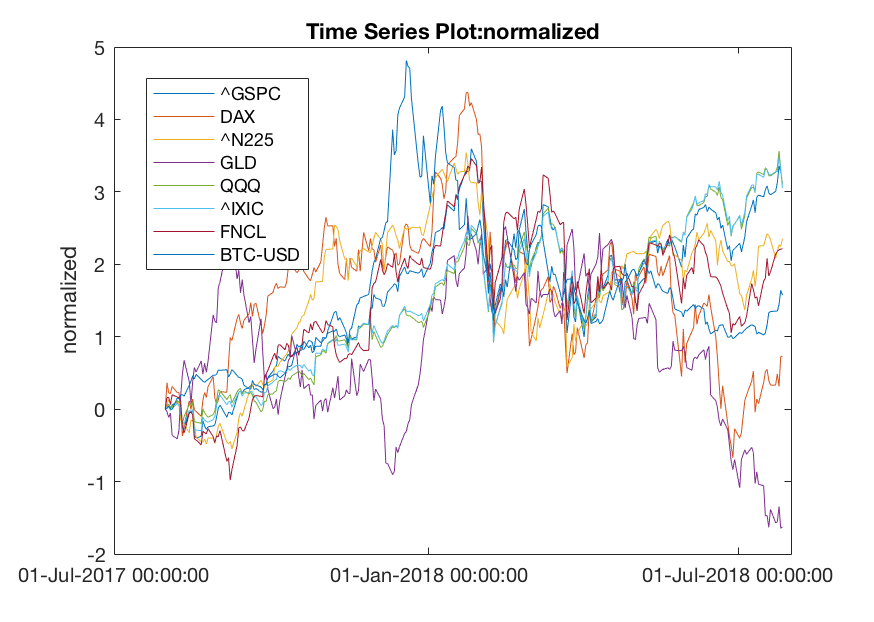 Time Series Plot:normalized
5
4
3
2
1
0
-1
-2
normalized
^GSPC
DAX
^N225
GLD
QQQ
^IXIC
FNCL
BTC-USD
01-Jul-2017 00:00:00
01-Jan-2018 00:00:00
01-Jul-2018 00:00:00